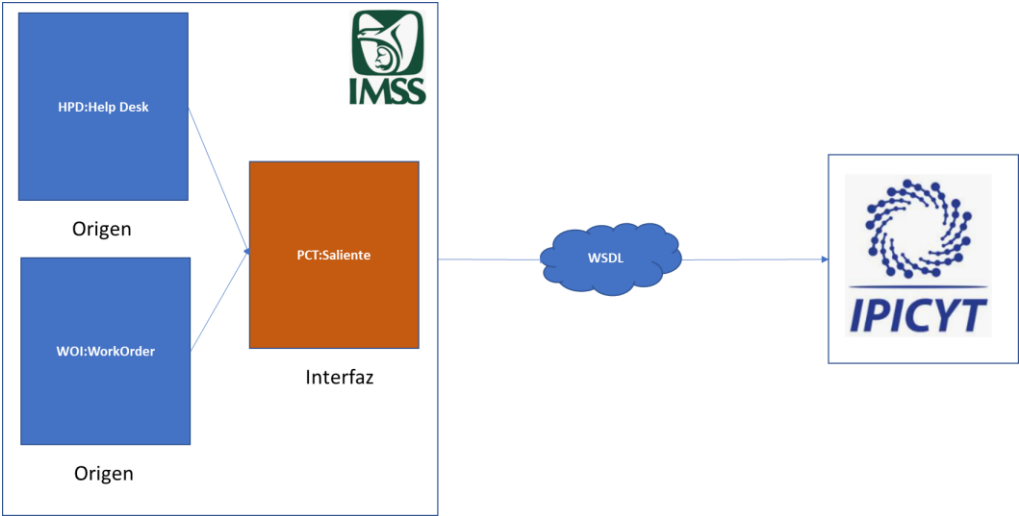 IMSS
HPD:Help Desk
Origen
PCT:Saliente
Interfaz
WOI:WorkOrder
Origen
WSDL
IPICYT